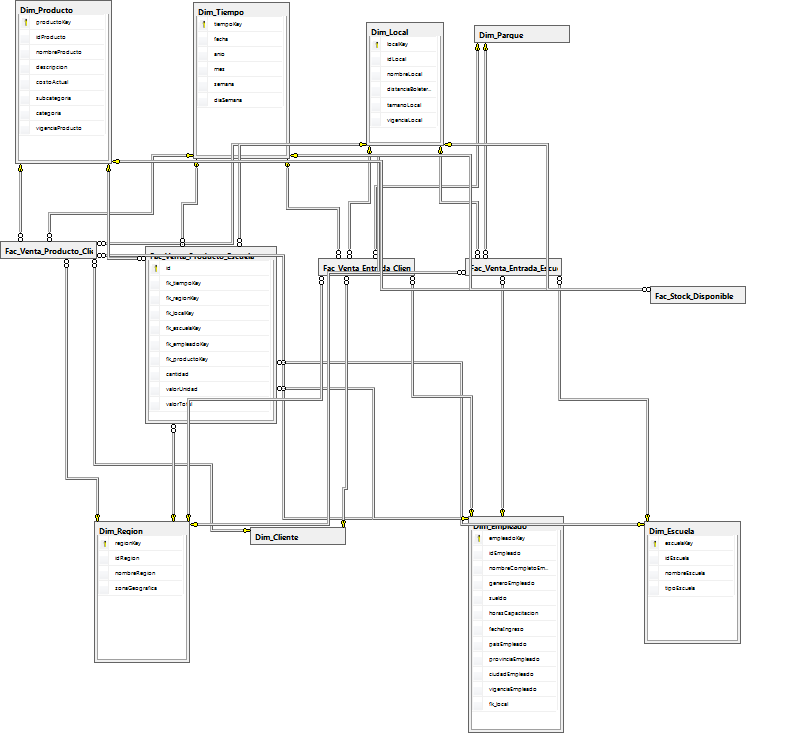 Dim_Producto
productoKey
idProducto
nombreProducto
descripcion
costoActual
subcategoria
categoria
vigenciaProducto
Dim_Tiempo
tiempoKey
fecha
anio
mes
semana
diaSemana
Dim_Local
localKey
idLocal
nombreLocal
distanciaBoleter...
tamanoLocal
vigenciaLocal
Dim_Parque
Fac_Venta_Producto_Clie
Fac_Venta_Producto_Escuela
id
fk_tiempoKey
fk_regionKey
fk_localKey
fk_escuelaKey
fk_empleadoKey
fk_productoKey
cantidad
valorUnidad
valorTotal
Fac_Venta_Entrada_Clien
Fac_Venta_Entrada_Escu
Fac_Stock_Disponible
Dim_Region
regionKey
idRegion
nombreRegion
zonaGeografica
Dim_Cliente
Dim_Empleado
empleadoKey
idEmpleado
nombreCompletoEm...
generoEmpleado
sueldo
horasCapacitacion
fechaIngreso
paisEmpleado
provinciaEmpleado
ciudadEmpleado
vigenciaEmpleado
fk_local
Dim_Escuela
escuelaKey
idEscuela
nombreEscuela
tipoEscuela